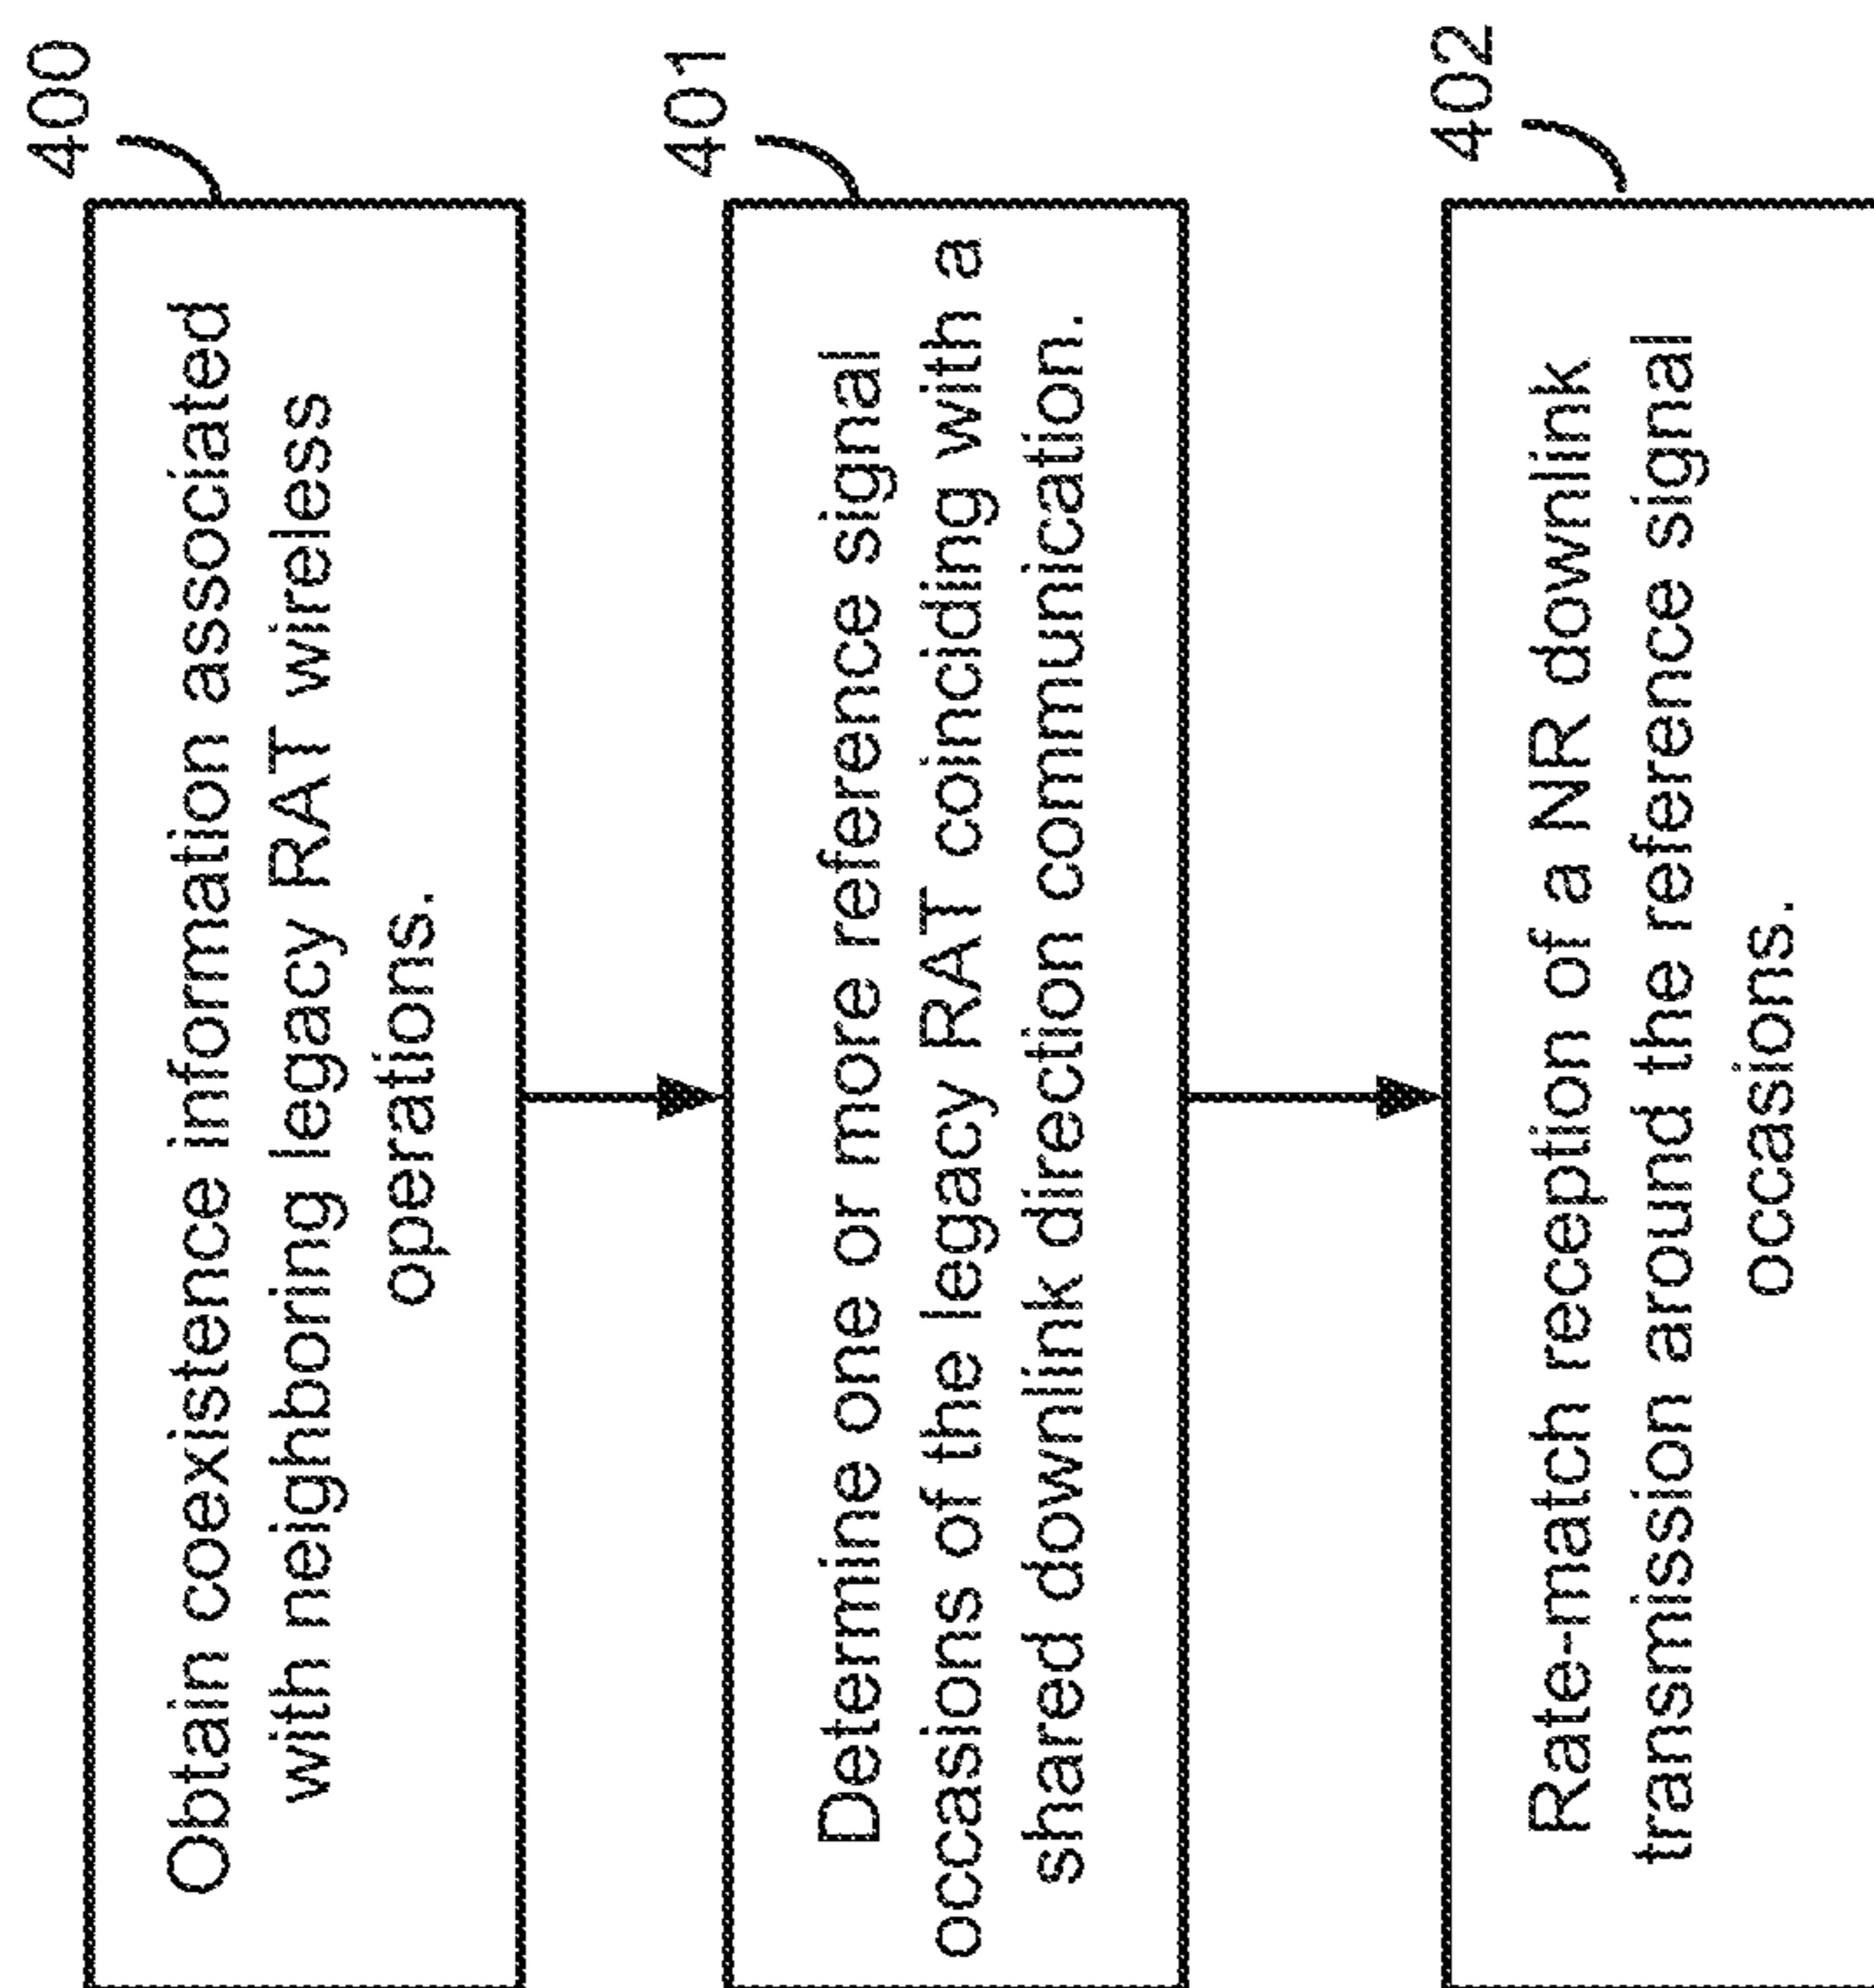 400
Obtain coexistence information associated
with neighboring legacy RAT wireless
operations.
401
Determine one or more reference signal
occasions of the legacy RAT coinciding with a
shared downlink direction communication.
402
Rate-match reception of a NR downlink
transmission around the reference signal
occasions.